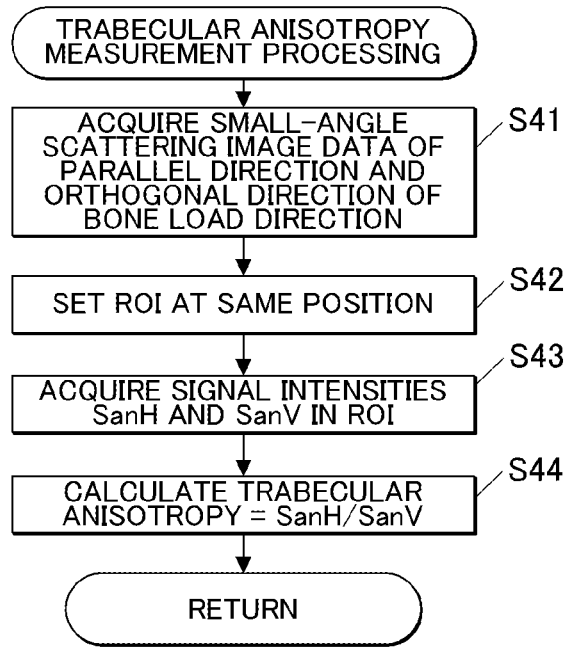 TRABECULAR ANISOTROPY
MEASUREMENT PROCESSING
ACQUIRE SMALL-ANGLE
SCATTERING IMAGE DATA OF
PARALLEL DIRECTION AND
ORTHOGONAL DIRECTION OF
BONE LOAD DIRECTION
S41
SET ROI AT SAME POSITION
S42
ACQUIRE SIGNAL INTENSITIES
SanH AND SanV IN ROI
S43
CALCULATE TRABECULAR
ANISOTROPY = SanH/SanV
S44
RETURN